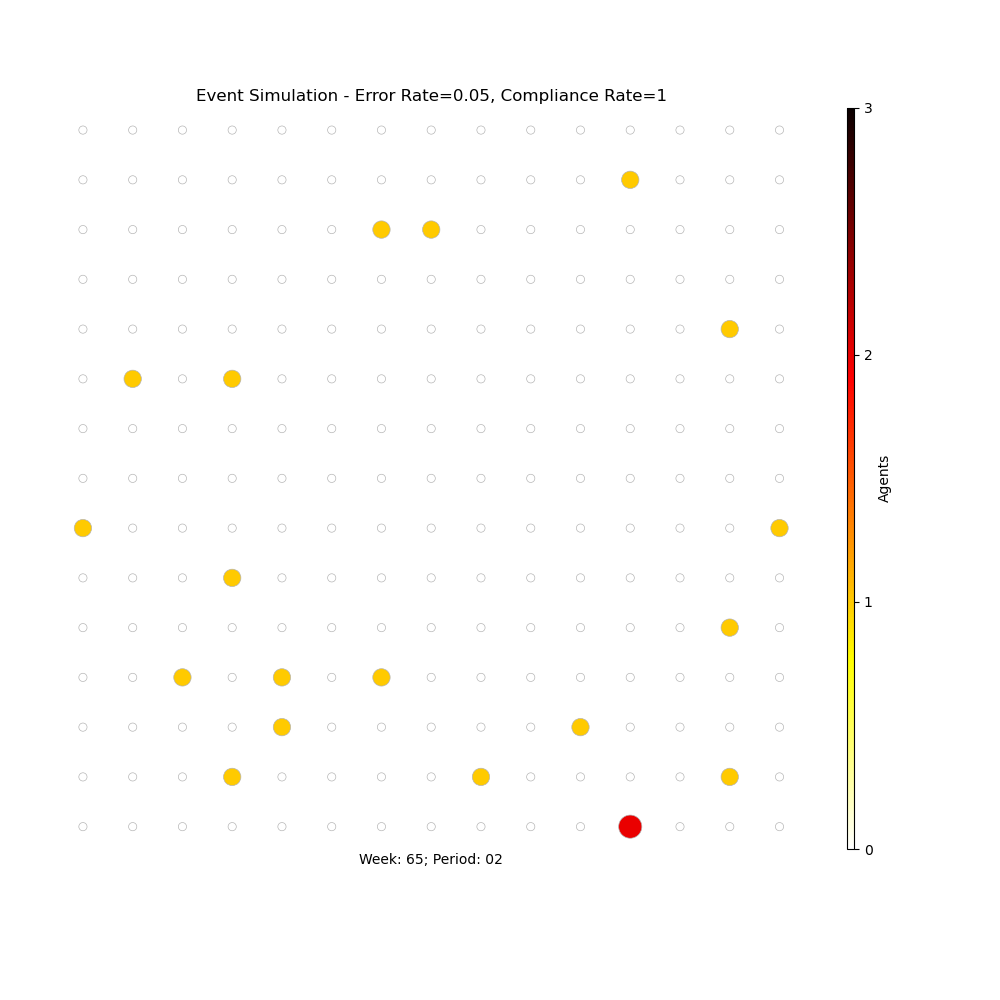 Event Simulation - Error Rate=0.05, Compliance Rate=1
3
2
Agents
1
0
Week: 65; Period: 02